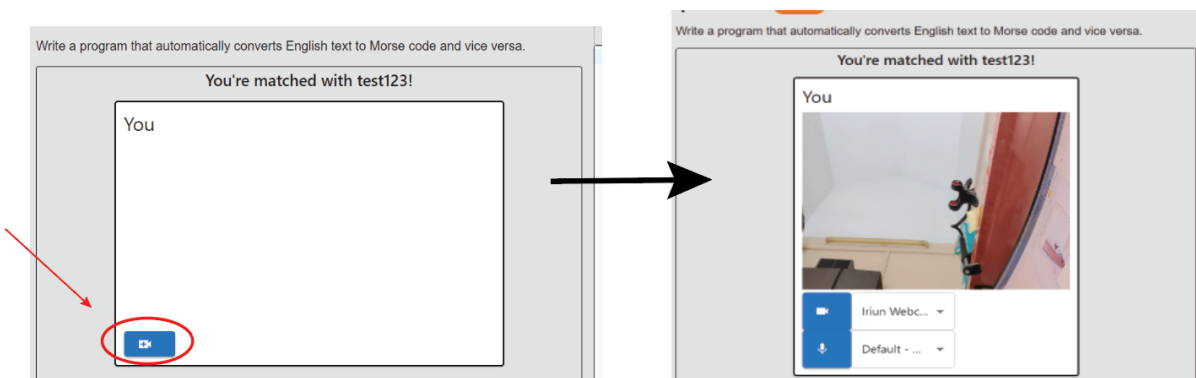 Write a program that automatically converts English text to Morse code and vice versa.
You're matched with test123!
You
Write a program that automatically converts English text to Morse code and vice versa.
You're matched with test123!
You
Iriun Webc...
Default - ...